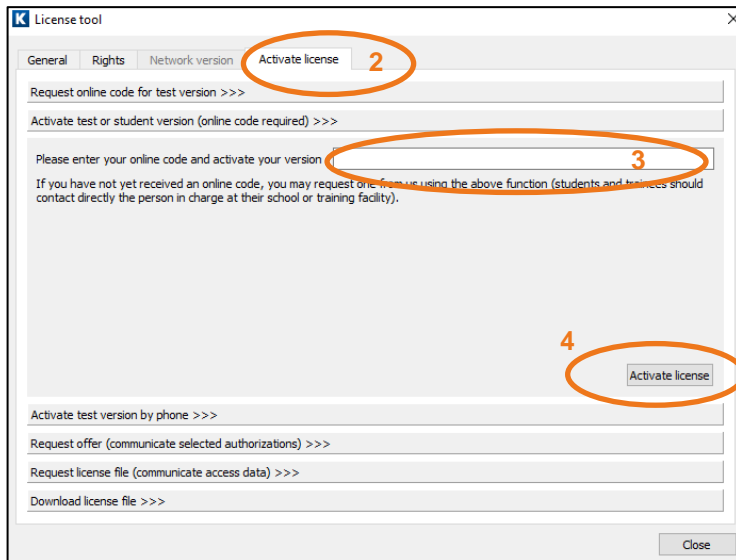 K License tool
General Rights Network version Activate license 2
Request online code for test version >>>
Activate test or student version (online code required) >>>
Please enter your online code and activate your version 3
If you have not yet received an online code, you may request one from us using the above function (students and trainees should
contact directly the person in charge at their school or training facility).
4
Activate license
Activate test version by phone >>>
Request offer (communicate selected authorizations) >>>
Request license file (communicate access data) >>>
Download license file >>>
Close